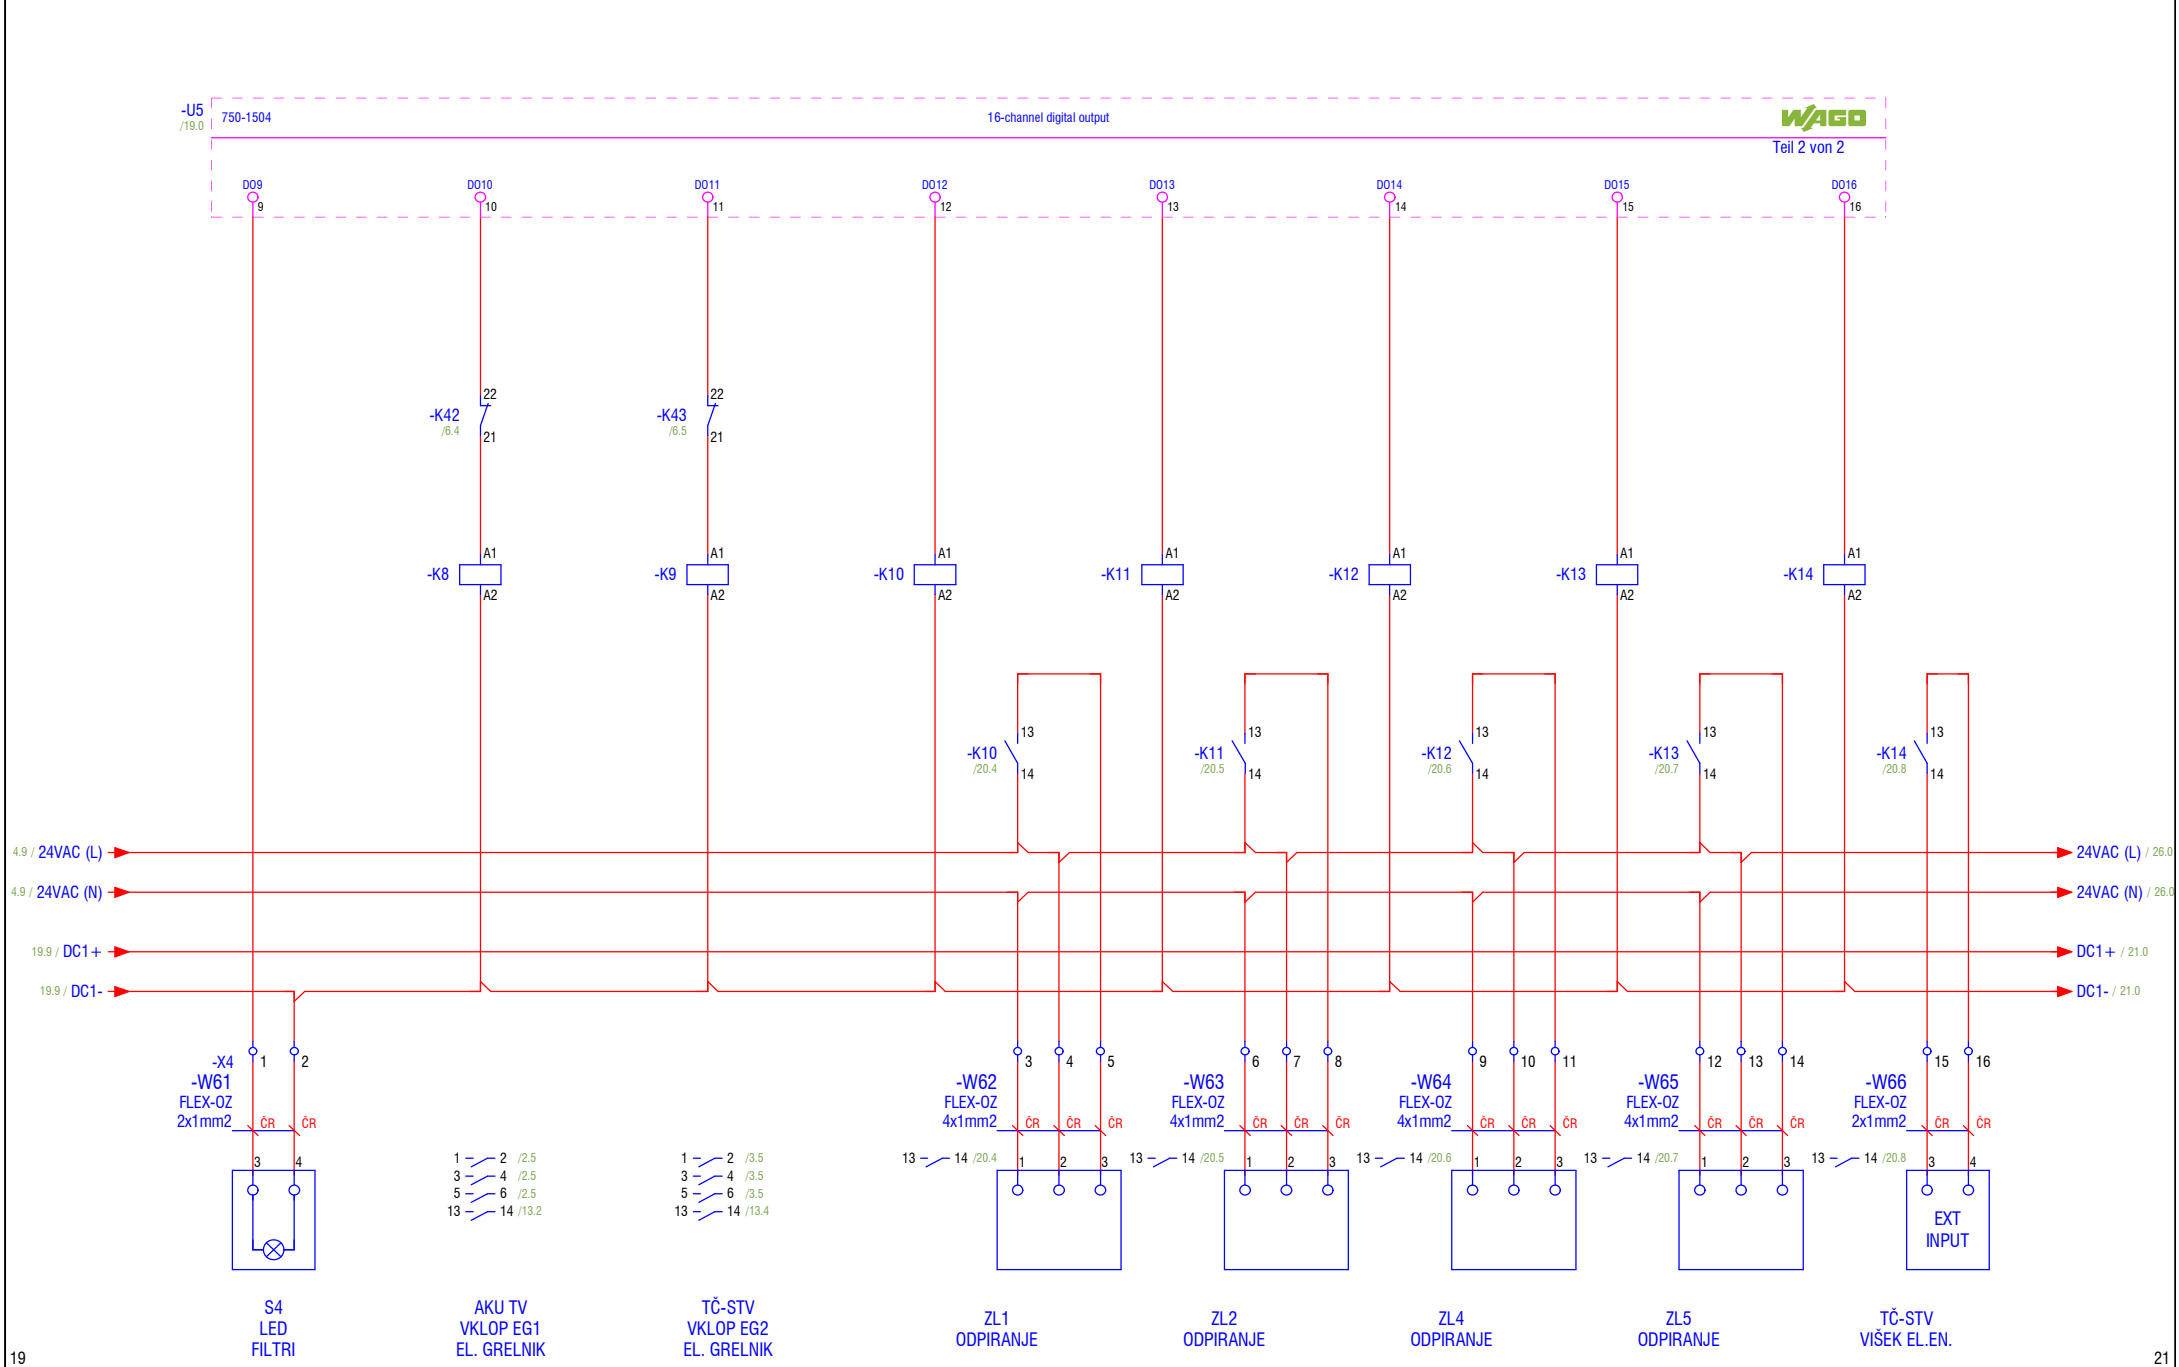 -U5
/19.0
750-1504
16-channel digital output
WAGO
Teil 2 von 2
DO9 DO10 DO11 DO12 DO13 DO14 DO15 DO16
9 10 11 12 13 14 15 16
22 22
-K42 -K43
/6.4 /6.5
21 21
A1 A1 A1 A1 A1 A1 A1
-K8 -K9 -K10 -K11 -K12 -K13 -K14
A2 A2 A2 A2 A2 A2 A2
13 13 13 13 13
-K10 -K11 -K12 -K13 -K14
/20.4 /20.5 /20.6 /20.7 /20.8
14 14 14 14 14
4.9 / 24VAC (L) 24VAC (L) / 26.0
4.9 / 24VAC (N) 24VAC (N) / 26.0
19.9 / DC1+ DC1+ / 21.0
19.9 / DC1- DC1- / 21.0
-X4 1 2 3 4 5 6 7 8 9 10 11 12 13 14 15 16
-W61 -W62 -W63 -W64 -W65 -W66
FLEX-OZ FLEX-OZ FLEX-OZ FLEX-OZ FLEX-OZ FLEX-OZ
2x1mm2 4x1mm2 4x1mm2 4x1mm2 4x1mm2 2x1mm2
ČR ČR ČR ČR ČR ČR ČR ČR ČR ČR ČR ČR ČR ČR ČR ČR
3 4 1 2 /2.5 1 2 /3.5 13 14 /20.4 1 2 3 13 14 /20.5 1 2 3 13 14 /20.6 1 2 3 13 14 /20.7 1 2 3 13 14 /20.8 3 4
3 4 /2.5 3 4 /3.5
5 6 /2.5 5 6 /3.5
13 14 /13.2 13 14 /13.4
EXT
INPUT
S4
LED
FILTRI
AKU TV
VKLOP EG1
EL. GRELNIK
TČ-STV
VKLOP EG2
EL. GRELNIK
ZL1
ODPIRANJE
ZL2
ODPIRANJE
ZL4
ODPIRANJE
ZL5
ODPIRANJE
TČ-STV
VIŠEK EL.EN.
19 21